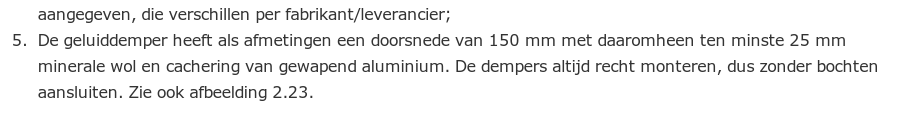 aangegeven, die verschillen per fabrikant/leverancier;
5. De geluiddemper heeft als afmetingen een doorsnede van 150 mm met daaromheen ten minste 25 mm
minerale wol en cachering van gewapend aluminium. De dempers altijd recht monteren, dus zonder bochten
aansluiten. Zie ook afbeelding 2.23.